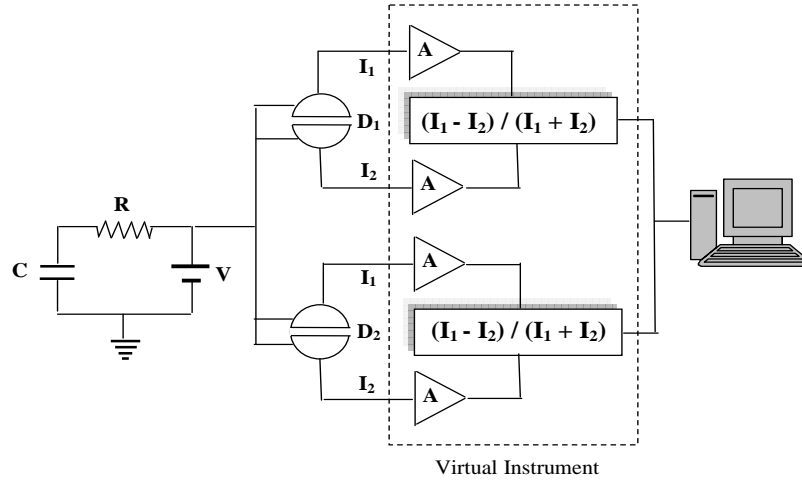 A
I₁
D₁
(I₁ - I₂) / (I₁ + I₂)
I₂
A
R
C
V
A
I₁
D₂
(I₁ - I₂) / (I₁ + I₂)
I₂
A
Virtual Instrument